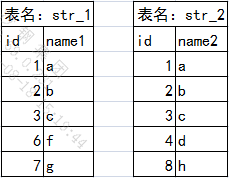 表名：str_1 表名：str_2
id name1 id name2
1 a 1 a
2 b 2 b
3 c 3 c
6 f 4 d
7 g 8 h